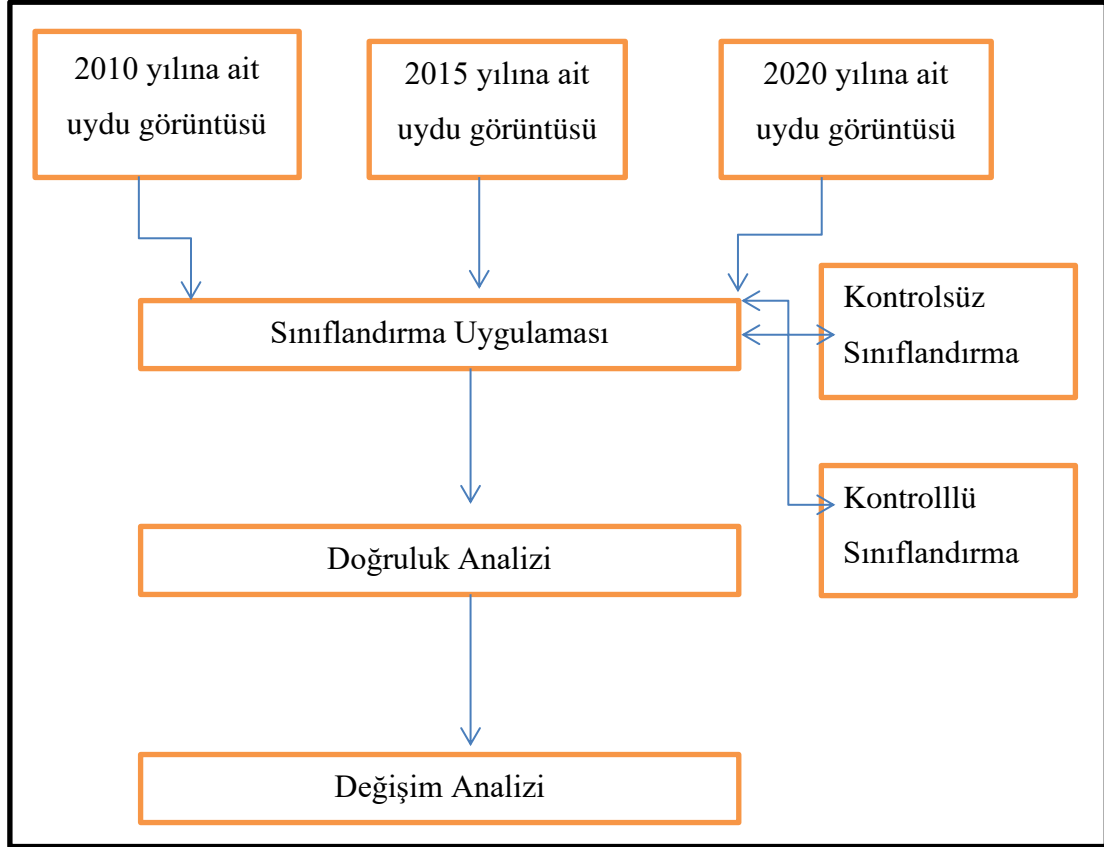 2010 yılına ait
uydu görüntüsü
2015 yılına ait
uydu görüntüsü
2020 yılına ait
uydu görüntüsü
Sınıflandırma Uygulaması
Kontrolsüz
Sınıflandırma
Kontrolllü
Sınıflandırma
Doğruluk Analizi
Değişim Analizi